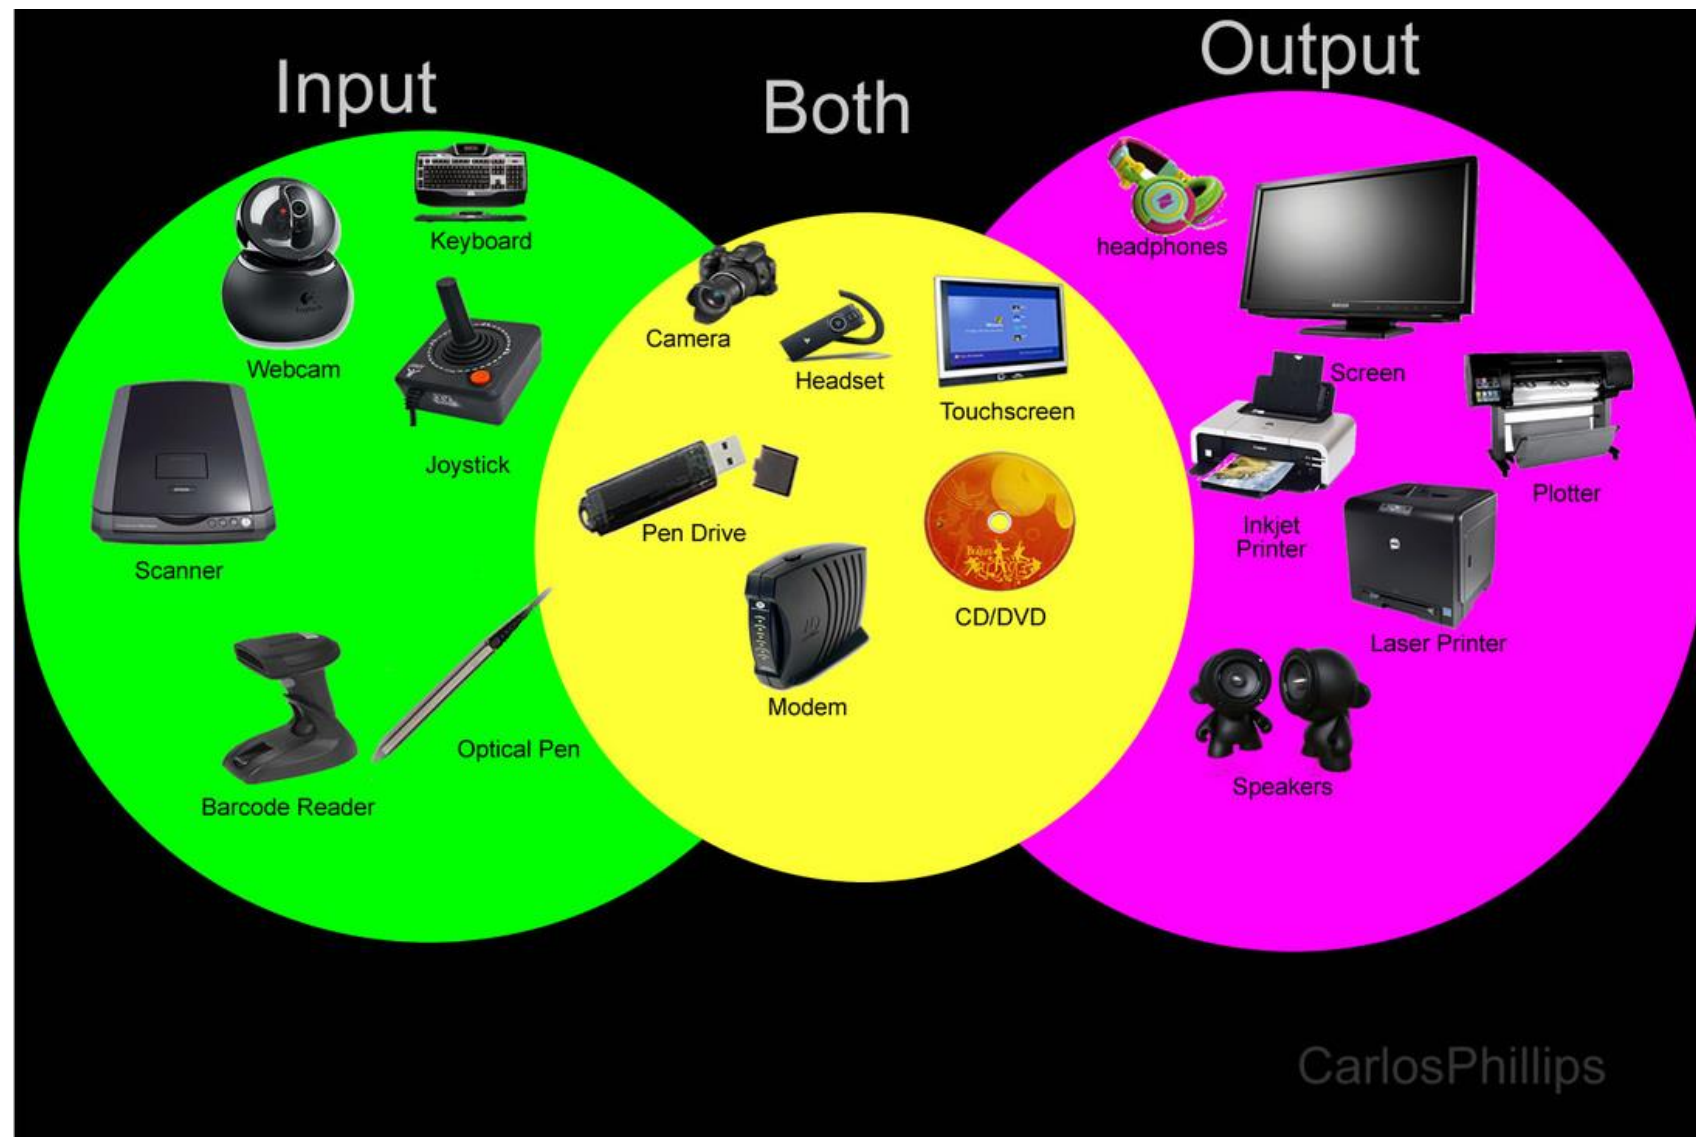 Input
Both
Output
Keyboard
Webcam
Joystick
Scanner
Barcode Reader
Optical Pen
Camera
Headset
Touchscreen
Pen Drive
CD/DVD
Modem
headphones
Screen
Plotter
Inkjet
Printer
Laser Printer
Speakers
CarlosPhillips